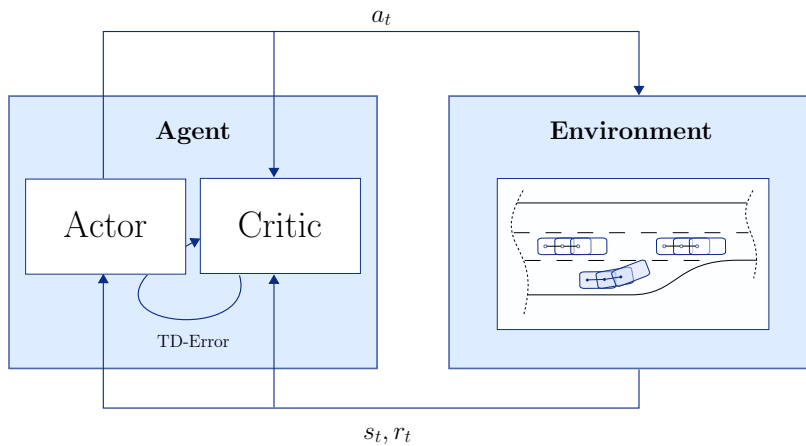 a_t
Agent
Environment
Actor
Critic
TD-Error
s_t, r_t